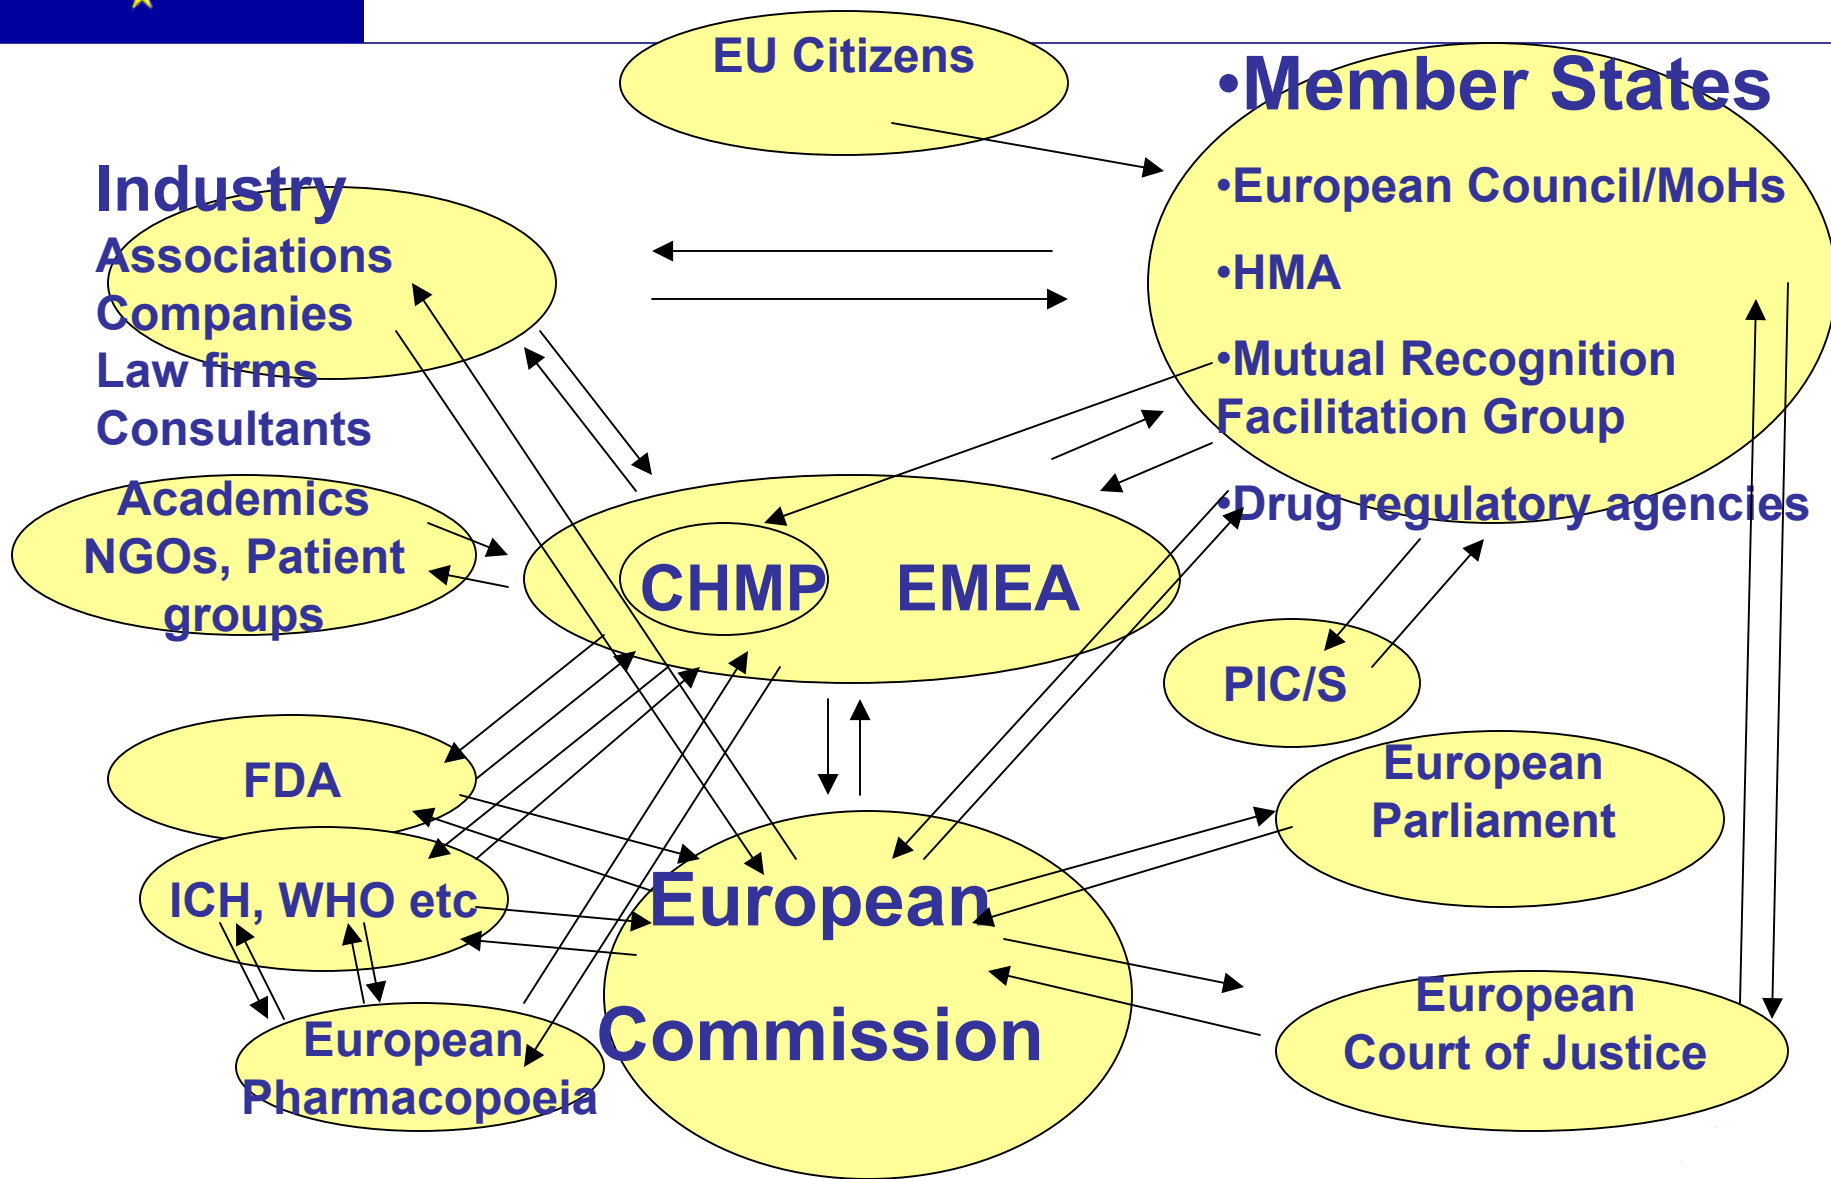 EU Citizens
•Member States
•European Council/MoHs
•HMA
•Mutual Recognition
Facilitation Group
•Drug regulatory agencies
Industry
Associations
Companies
Law firms
Consultants
Academics
NGOs, Patient
groups
CHMP
EMEA
PIC/S
FDA
European
Parliament
ICH, WHO etc
European
Commission
European
Court of Justice
European
Pharmacopoeia